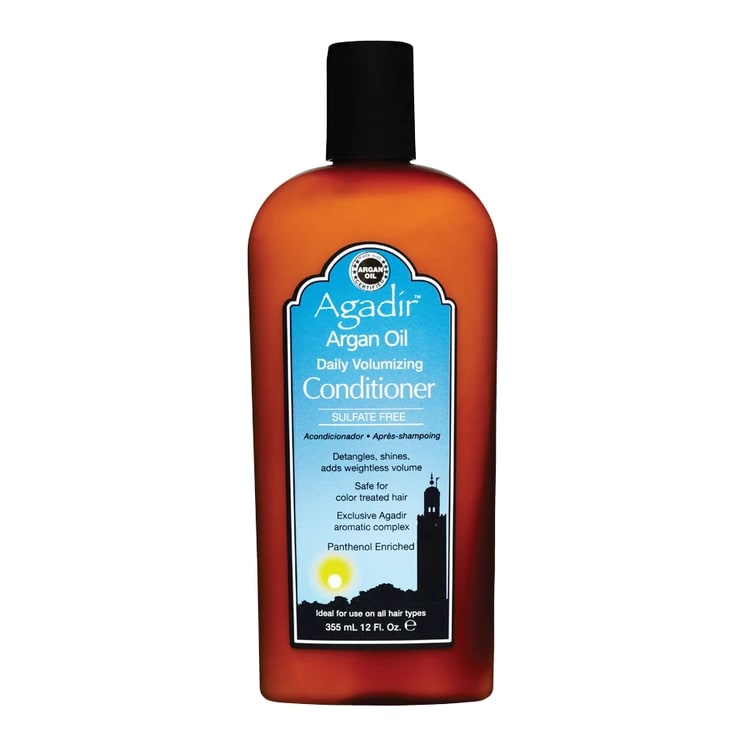 ARGAN
OIL
CERTIFIED
Agadir™
Argan Oil
Daily Volumizing
Conditioner
SULFATE FREE
Acondicionador • Après-shampoing
Detangles, shines,
adds weightless volume
Safe for
color treated hair
Exclusive Agadir
aromatic complex
Panthenol Enriched
Ideal for use on all hair types
355 mL 12 Fl. Oz. ℮